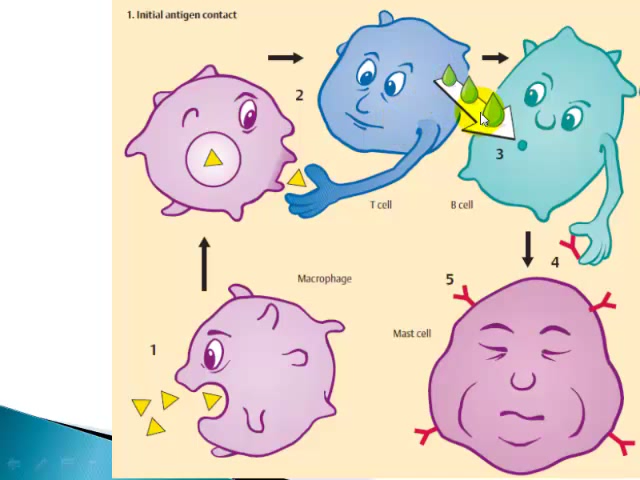 1. Initial antigen contact
2
3
T cell
B cell
4
Macrophage
5
1
Mast cell